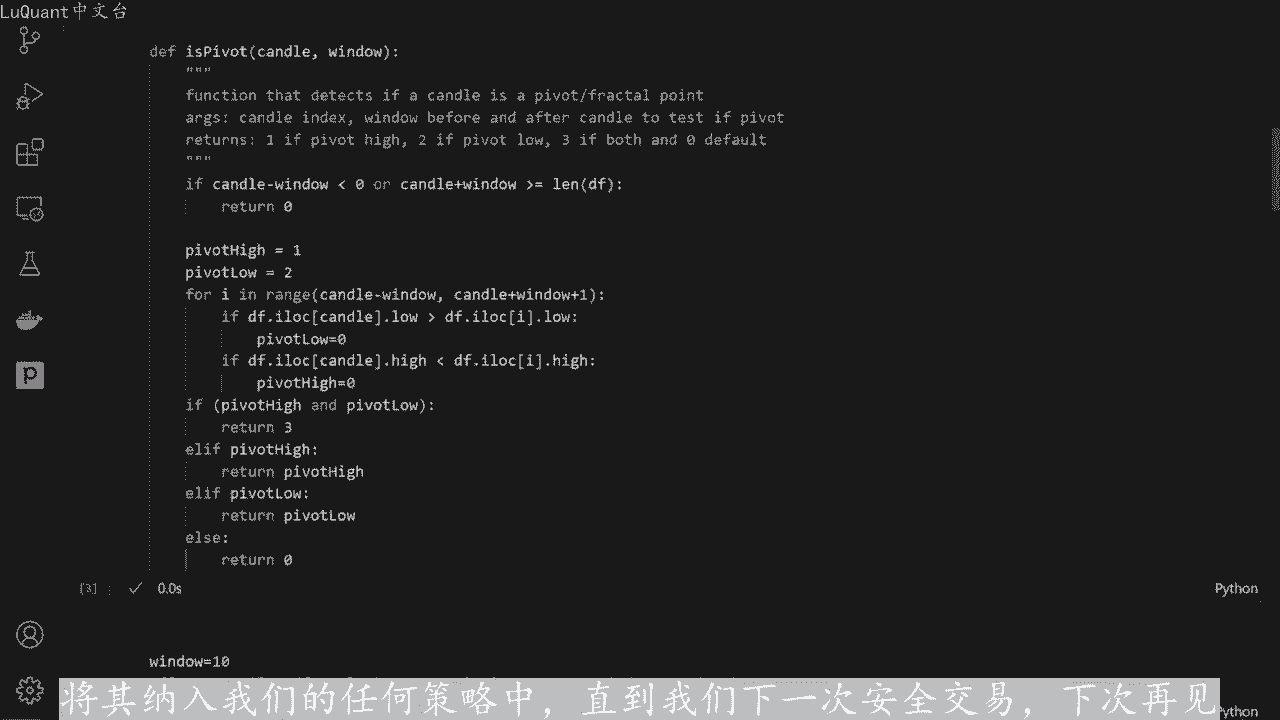 LuQuant中文台
def isPivot(candle, window):
"""
function that detects if a candle is a pivot/fractal point
args: candle index, window before and after candle to test if pivot
returns: 1 if pivot high, 2 if pivot low, 3 if both and 0 default
"""
if candle-window < 0 or candle+window >= len(df):
return 0
pivotHigh = 1
pivotLow = 2
for i in range(candle-window, candle+window+1):
if df.iloc[candle].low > df.iloc[i].low:
pivotLow=0
if df.iloc[candle].high < df.iloc[i].high:
pivotHigh=0
if (pivotHigh and pivotLow):
return 3
elif pivotHigh:
return pivotHigh
elif pivotLow:
return pivotLow
else:
return 0
[3] : ✓ 0.0s Python
window=10
将其纳入我们的任何策略中，直到我们下一次安全交易，下次再见
Python